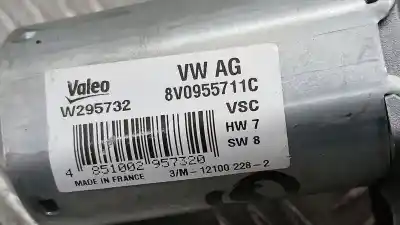 Valeo
VW AG
W295732
8V0955711C
VSC
HW 7
SW 8
4 851002 957320
MADE IN FRANCE
3/M - 12100 228 - 2